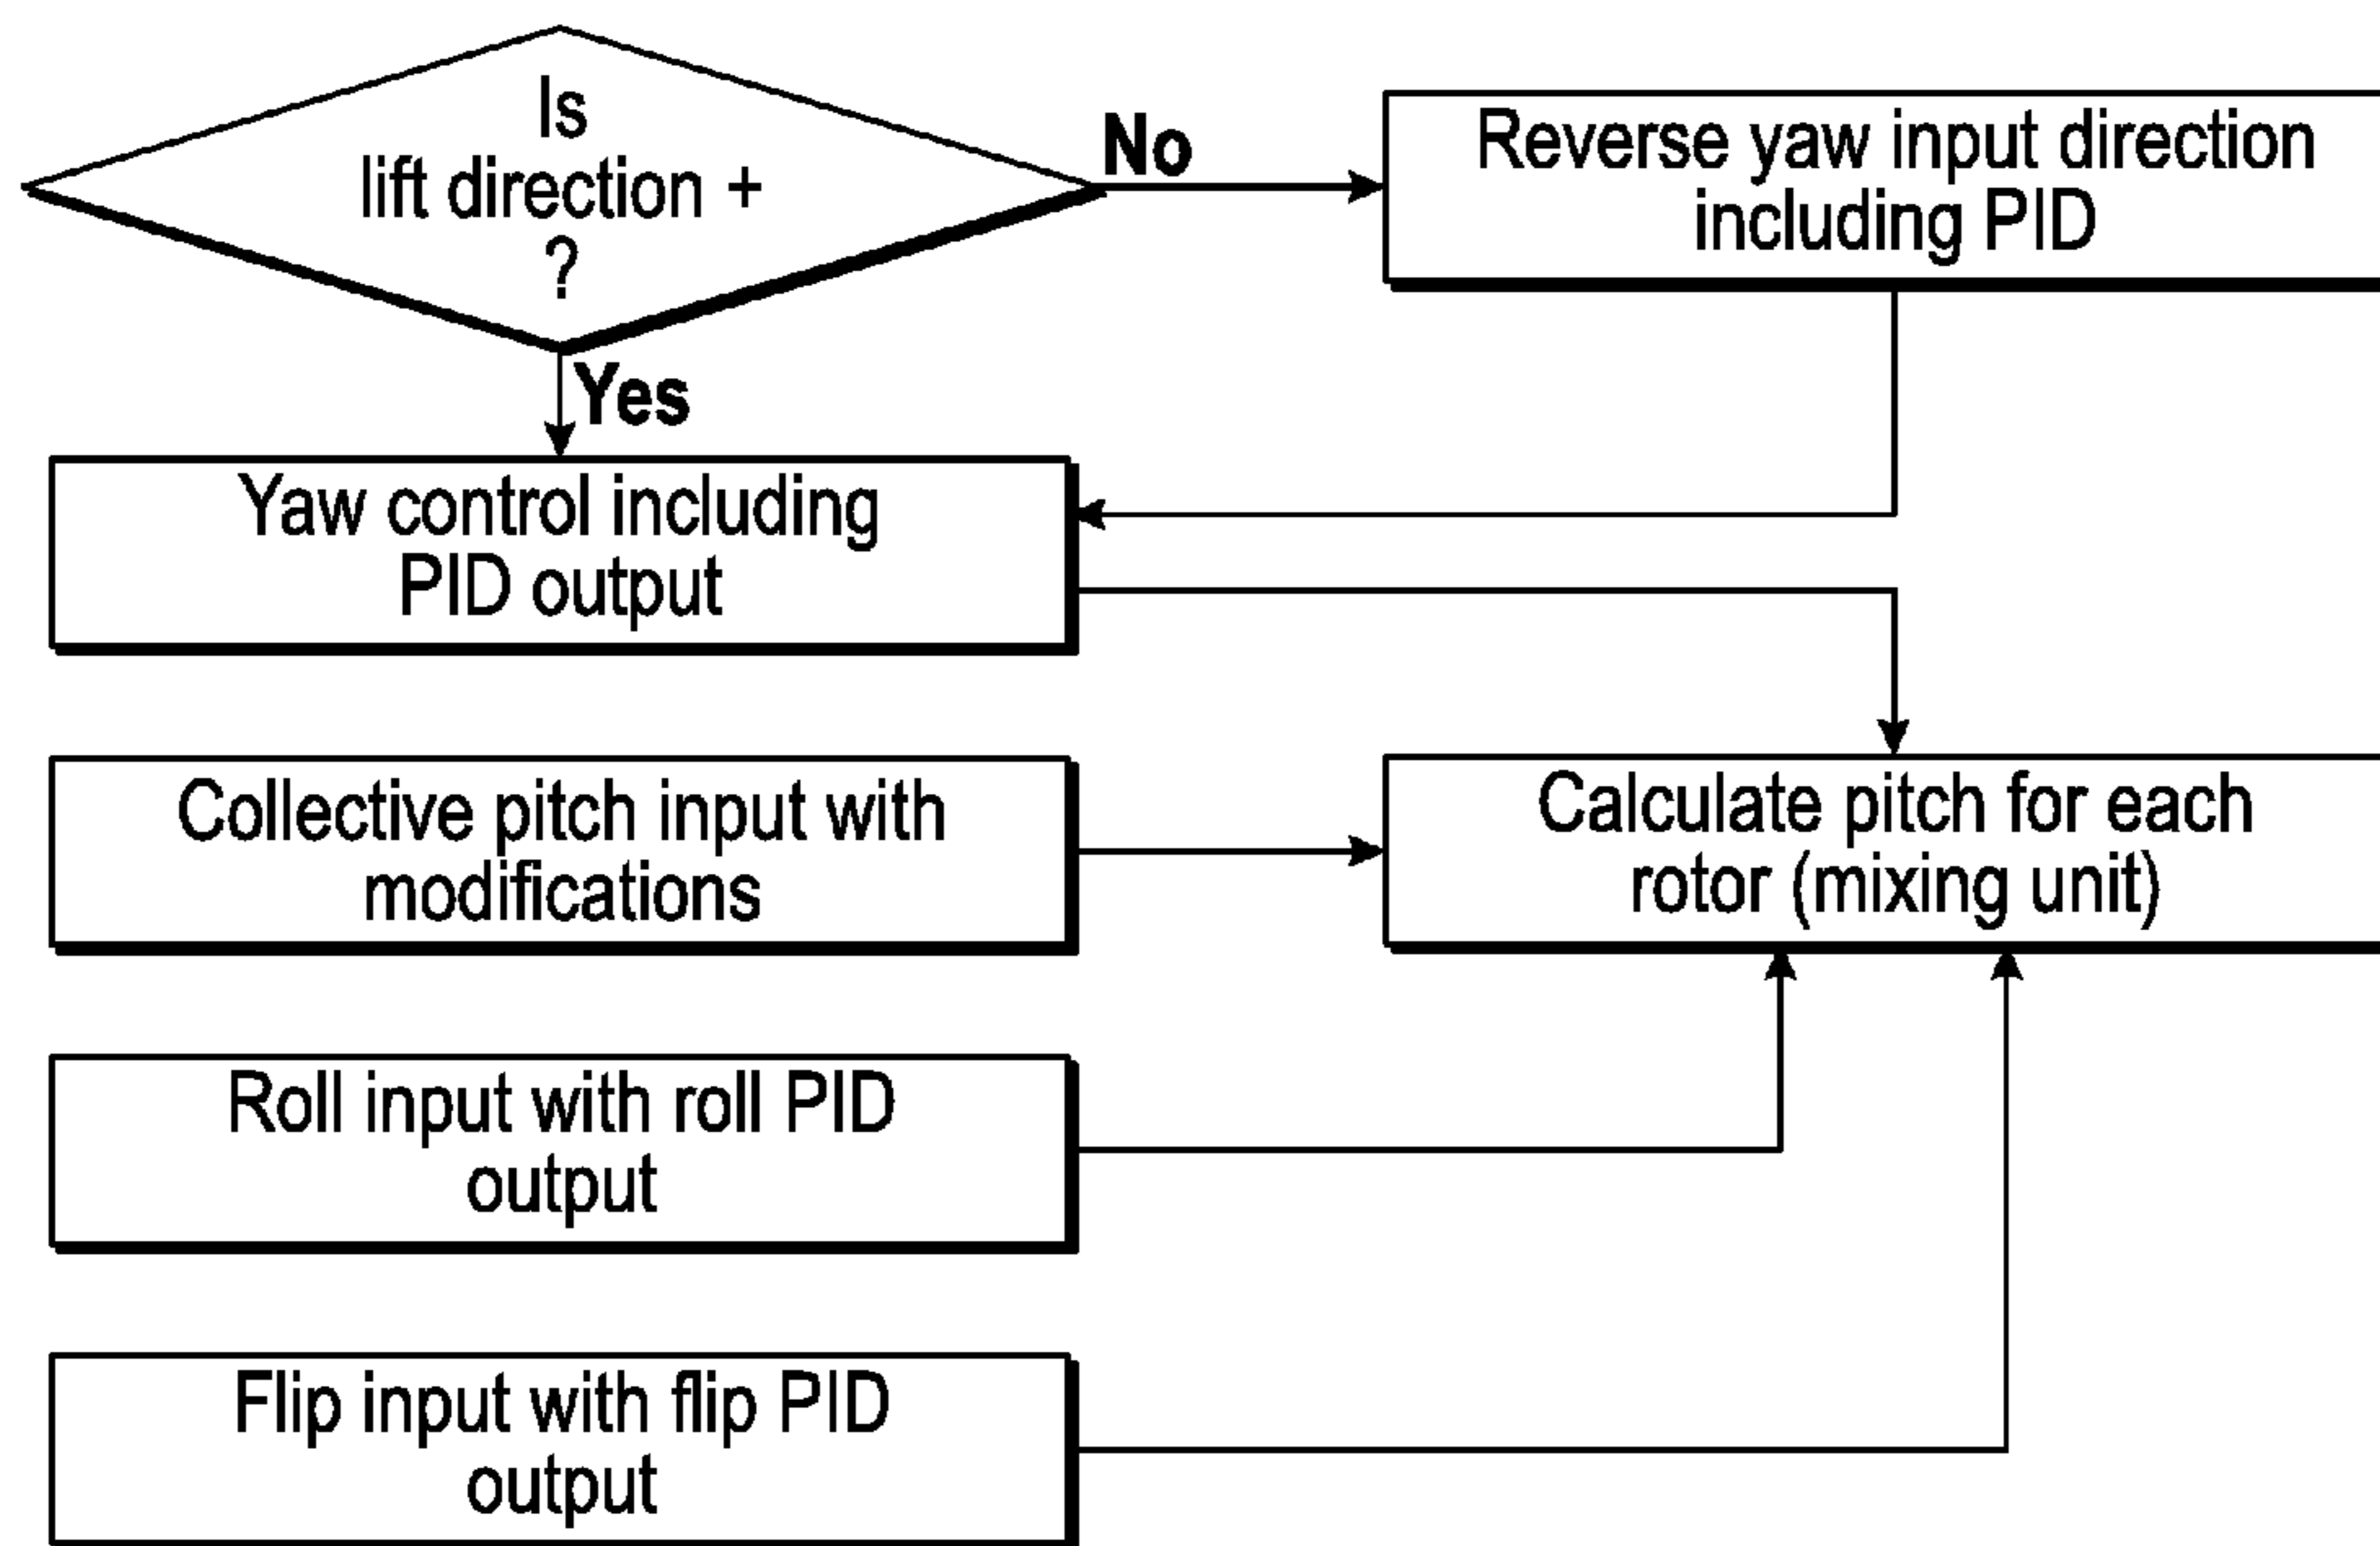 Is
lift direction +
?
No
Reverse yaw input direction
including PID
Yes
Yaw control including
PID output
Collective pitch input with
modifications
Calculate pitch for each
rotor (mixing unit)
Roll input with roll PID
output
Flip input with flip PID
output